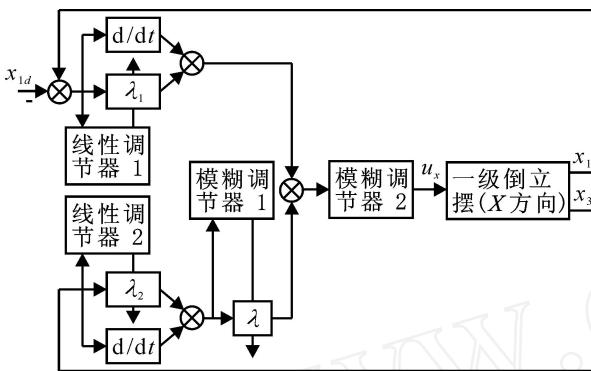 d/dt
x₁d
-
λ₁
线性调
节器 1
模糊调
节器 1
模糊调
节器 2
uₓ
一级倒立
摆(X方向)
x₁
x₃
线性调
节器 2
λ₂
λ
d/dt
www.